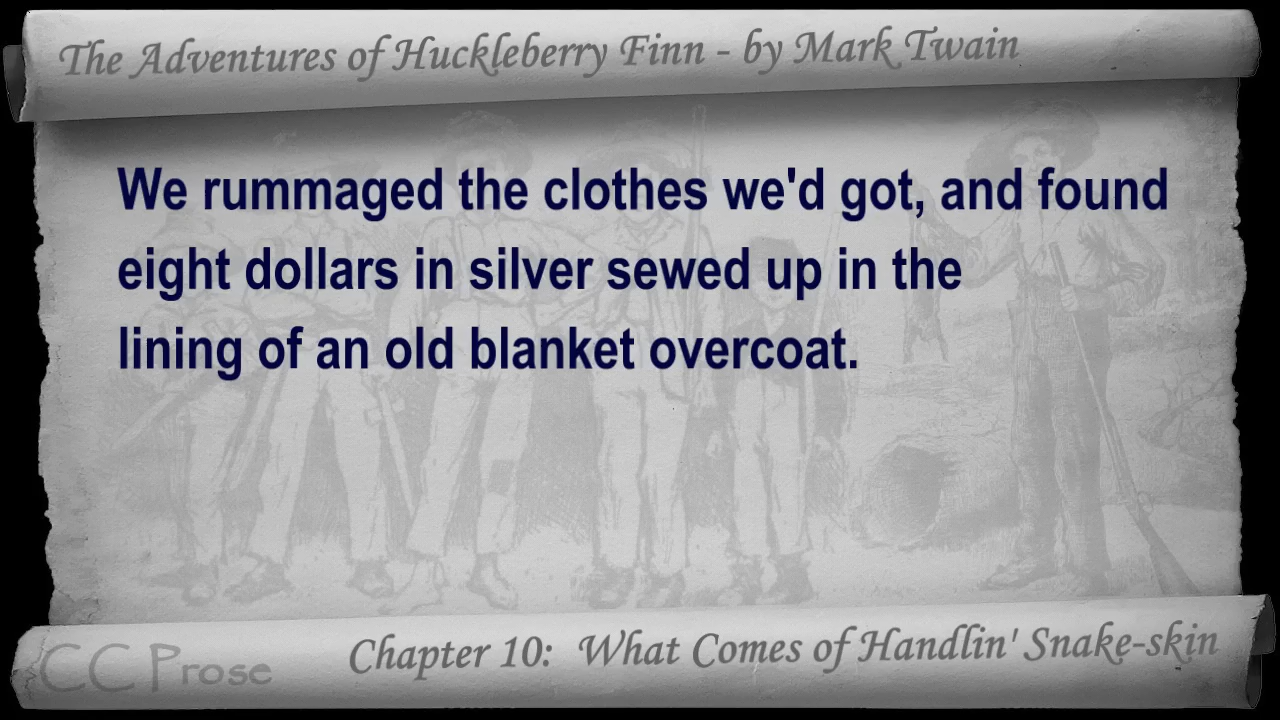 The Adventures of Huckleberry Finn - by Mark Twain
We rummaged the clothes we'd got, and found
eight dollars in silver sewed up in the
lining of an old blanket overcoat.
CC Prose
Chapter 10: What Comes of Handlin' Snake-skin